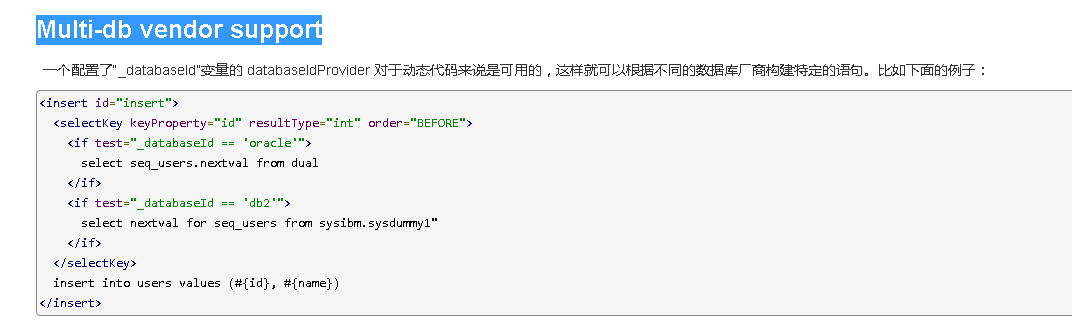 Multi-db vendor support
一个配置了"_databaseId"变量的 databaseIdProvider 对于动态代码来说是可用的，这样就可以根据不同的数据库厂商构建特定的语句。比如下面的例子：
<insert id="insert">
  <selectKey keyProperty="id" resultType="int" order="BEFORE">
    <if test="_databaseId == 'oracle'">
      select seq_users.nextval from dual
    </if>
    <if test="_databaseId == 'db2'">
      select nextval for seq_users from sysibm.sysdummy1"
    </if>
  </selectKey>
  insert into users values (#{id}, #{name})
</insert>